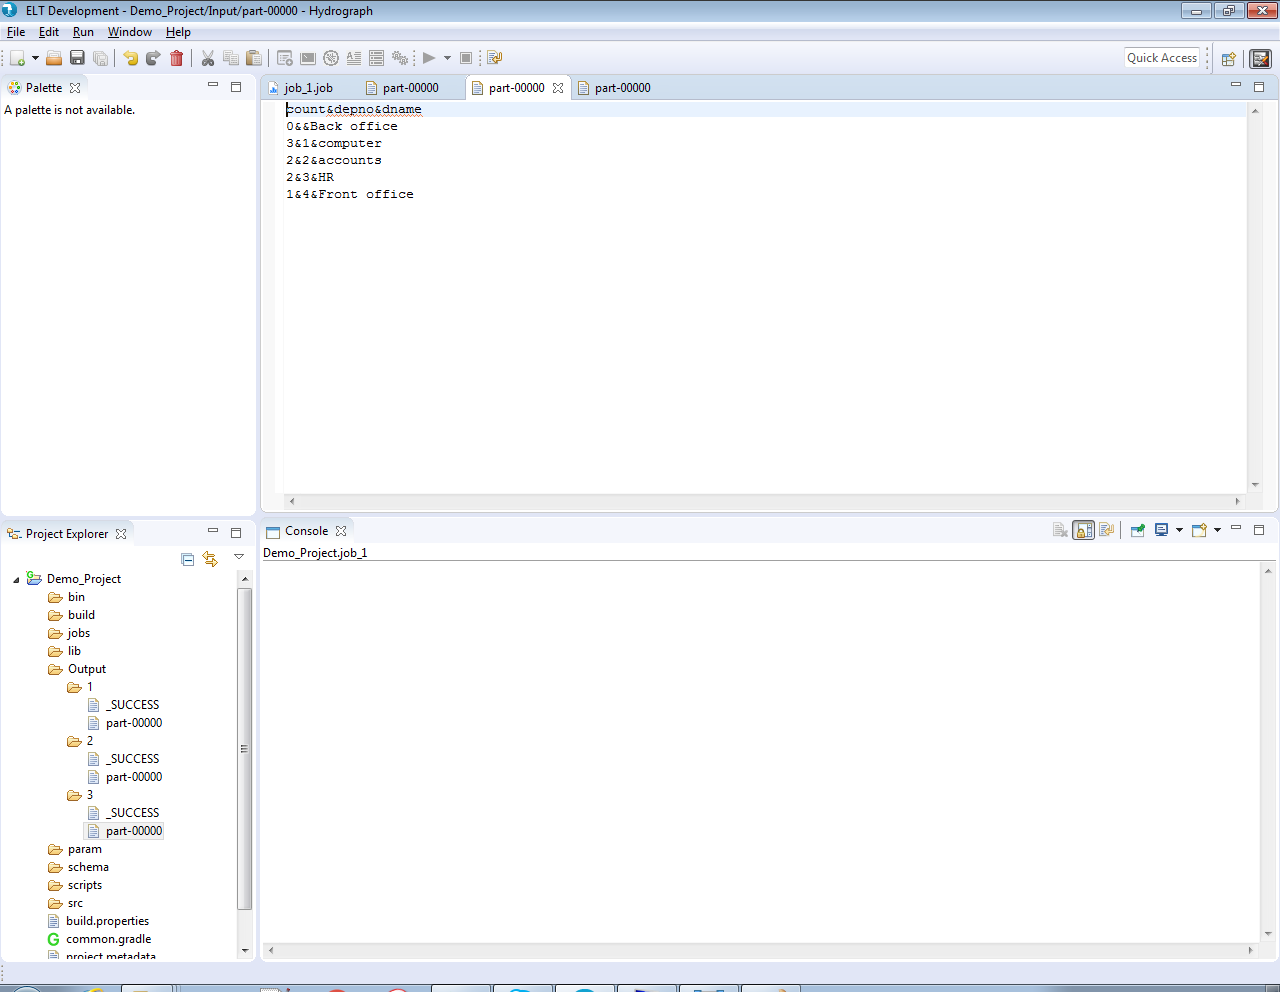 ELT Development - Demo_Project/Input/part-00000 - Hydrograph
File Edit Run Window Help
Quick Access
Palette
A palette is not available.
job_1.job part-00000 part-00000 part-00000
count&depno&dname
0&&Back office
3&1&computer
2&2&accounts
2&3&HR
1&4&Front office
Project Explorer
Demo_Project
bin
build
jobs
lib
Output
1
_SUCCESS
part-00000
2
_SUCCESS
part-00000
3
_SUCCESS
part-00000
param
schema
scripts
src
build.properties
common.gradle
project.metadata
Console
Demo_Project.job_1